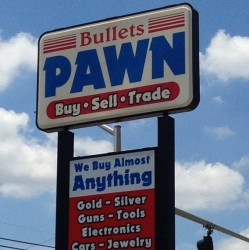 Bullets
PAWN
Buy • Sell • Trade
We Buy Almost
Anything
Gold - Silver
Guns - Tools
Electronics
Cars - Jewelry